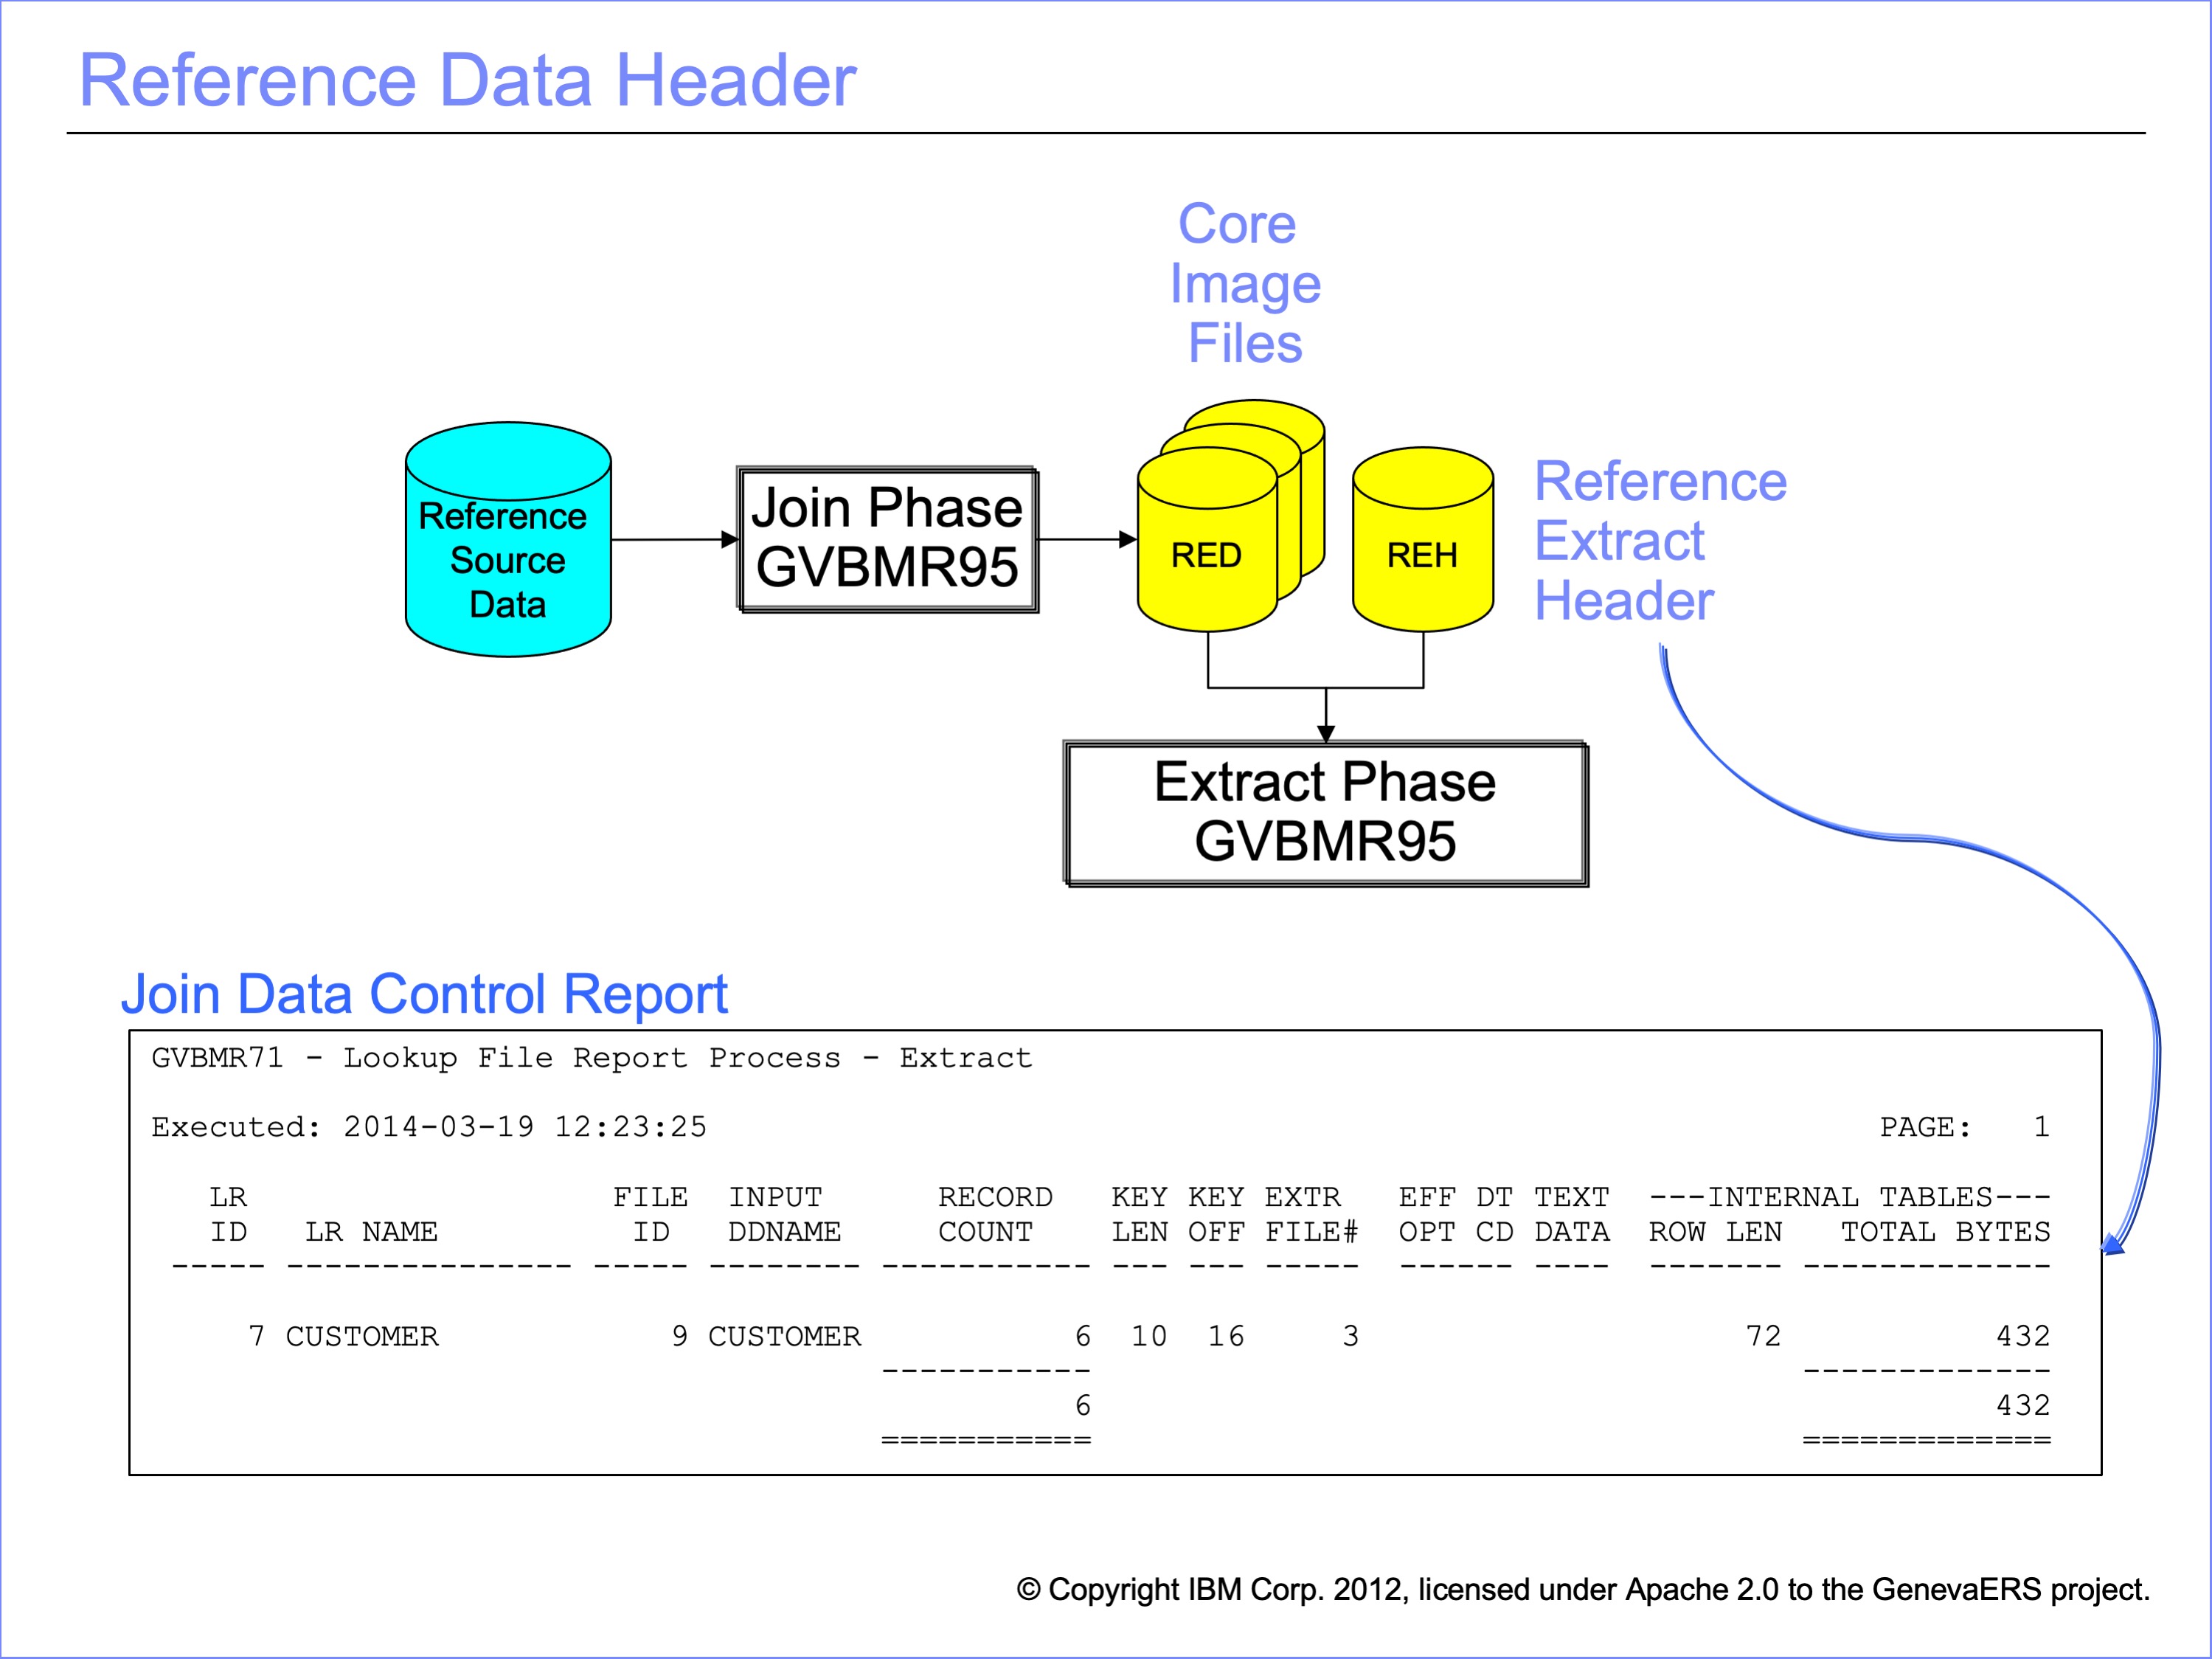 Reference Data Header
Core
Image
Files
Reference
Source
Data
Join Phase
GVBMR95
RED
REH
Reference
Extract
Header
Extract Phase
GVBMR95
Join Data Control Report
GVBMR71 - Lookup File Report Process - Extract
Executed: 2014-03-19 12:23:25 PAGE: 1
LR FILE INPUT RECORD KEY KEY EXTR EFF DT TEXT ---INTERNAL TABLES---
ID LR NAME ID DDNAME COUNT LEN OFF FILE# OPT CD DATA ROW LEN TOTAL BYTES
----- --------------- ----- -------- ----------- --- --- ----- ------ ---- ------- -------------
7 CUSTOMER 9 CUSTOMER 6 10 16 3 72 432
----------- -------------
6 432
=========== =============
© Copyright IBM Corp. 2012, licensed under Apache 2.0 to the GenevaERS project.